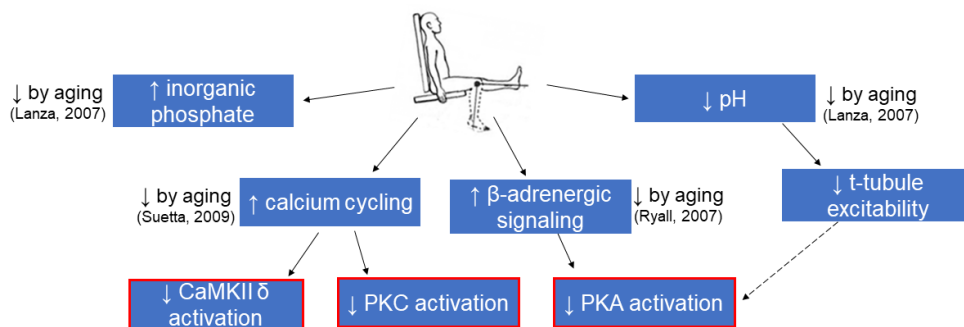 ↓ by aging
(Lanza, 2007)
↑ inorganic
phosphate
↓ pH
↓ by aging
(Lanza, 2007)
↓ by aging
(Suetta, 2009)
↑ calcium cycling
↑ β-adrenergic
signaling
↓ by aging
(Ryall, 2007)
↓ t-tubule
excitability
↓ CaMKII δ
activation
↓ PKC activation
↓ PKA activation